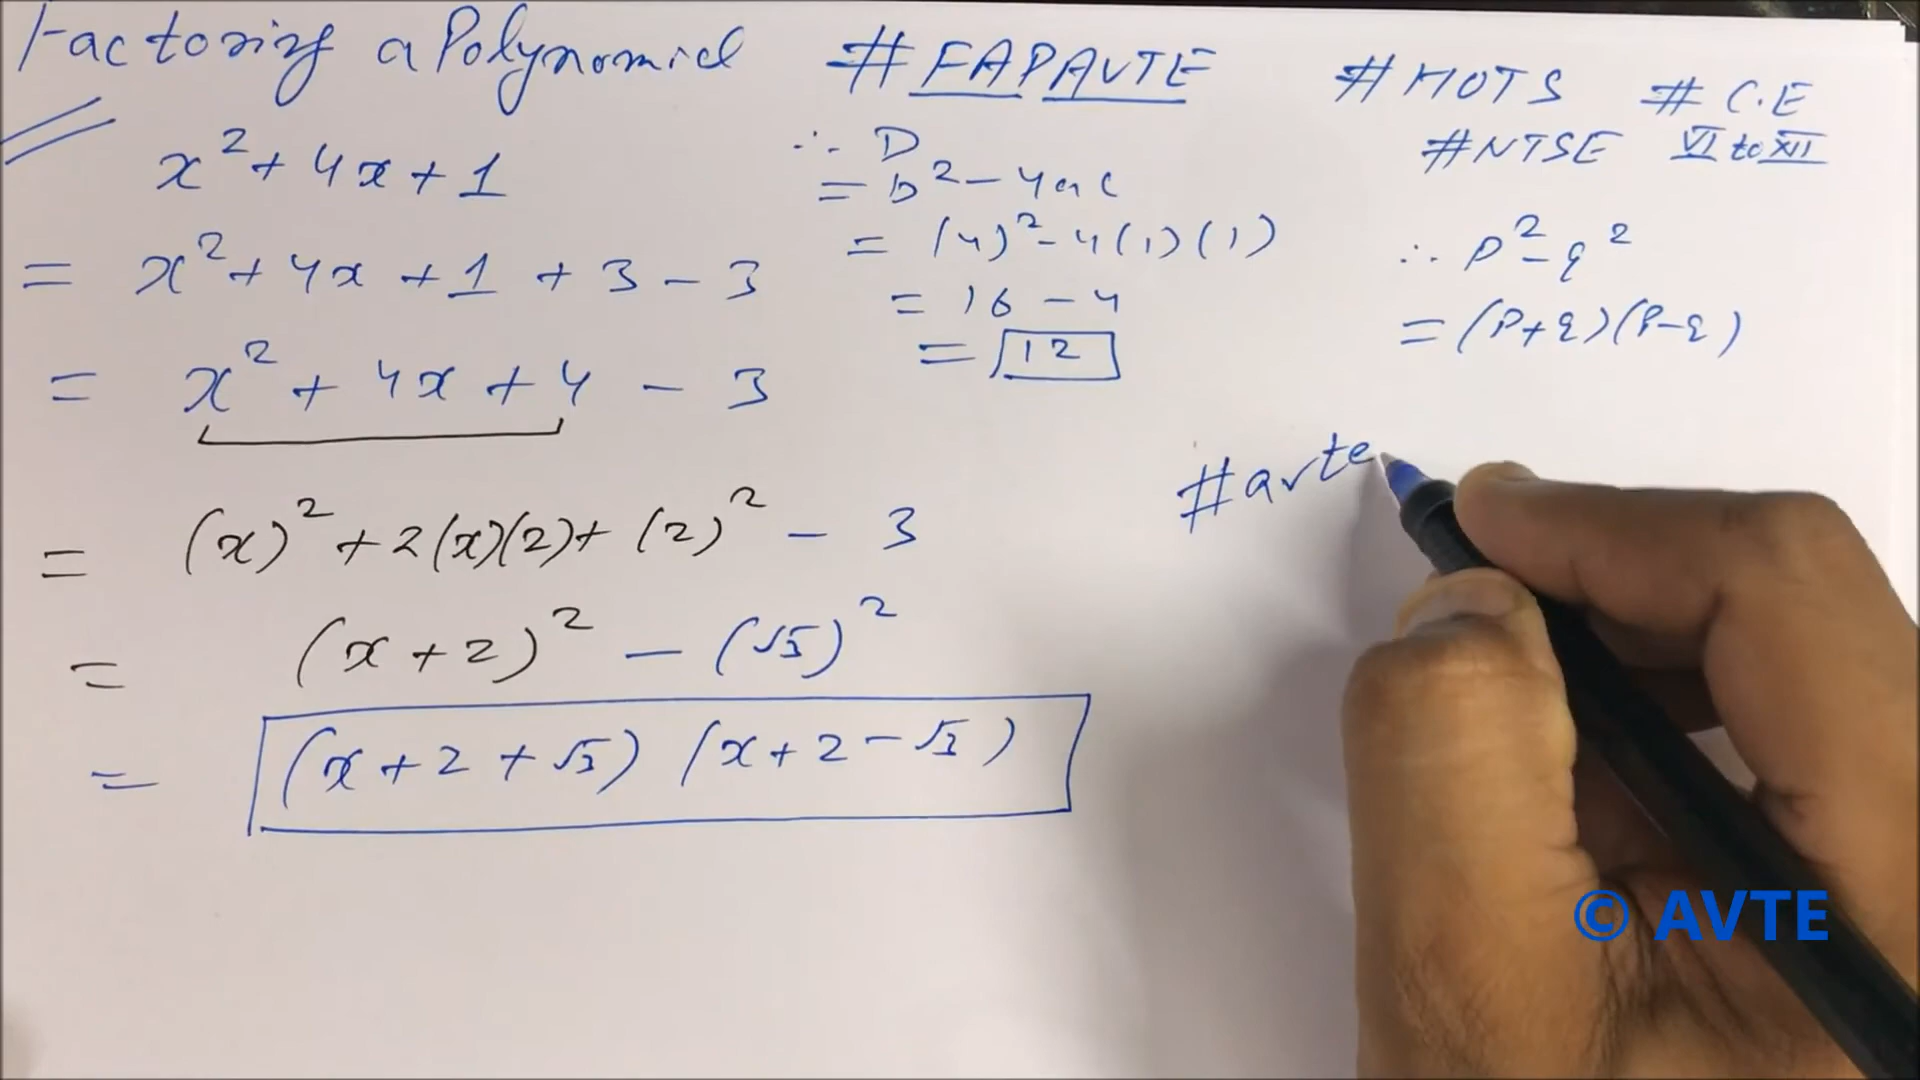 Factoring a Polynomial #FAPAVTE #HOTS # C.E
#NTSE VI to XII
x² + 4x + 1
= x² + 4x + 1 + 3 - 3
= x² + 4x + 4 - 3
= (x)² + 2(x)(2) + (2)² - 3
= (x + 2)² - (√3)²
= (x + 2 + √3) (x + 2 - √3)
∴ D
= b² - 4ac
= (4)² - 4(1)(1)
= 16 - 4
= 12
∴ p² - q²
= (p+q)(p-q)
#avte
© AVTE